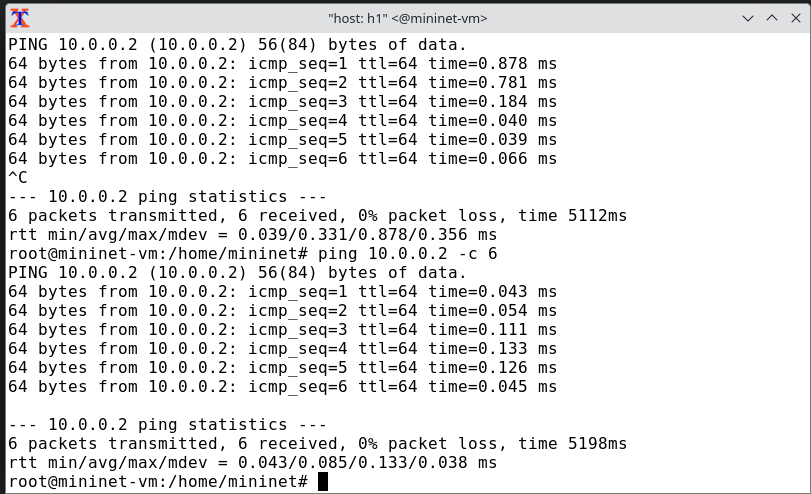 "host: h1" <@mininet-vm>
PING 10.0.0.2 (10.0.0.2) 56(84) bytes of data.
64 bytes from 10.0.0.2: icmp_seq=1 ttl=64 time=0.878 ms
64 bytes from 10.0.0.2: icmp_seq=2 ttl=64 time=0.781 ms
64 bytes from 10.0.0.2: icmp_seq=3 ttl=64 time=0.184 ms
64 bytes from 10.0.0.2: icmp_seq=4 ttl=64 time=0.040 ms
64 bytes from 10.0.0.2: icmp_seq=5 ttl=64 time=0.039 ms
64 bytes from 10.0.0.2: icmp_seq=6 ttl=64 time=0.066 ms
^C
--- 10.0.0.2 ping statistics ---
6 packets transmitted, 6 received, 0% packet loss, time 5112ms
rtt min/avg/max/mdev = 0.039/0.331/0.878/0.356 ms
root@mininet-vm:/home/mininet# ping 10.0.0.2 -c 6
PING 10.0.0.2 (10.0.0.2) 56(84) bytes of data.
64 bytes from 10.0.0.2: icmp_seq=1 ttl=64 time=0.043 ms
64 bytes from 10.0.0.2: icmp_seq=2 ttl=64 time=0.054 ms
64 bytes from 10.0.0.2: icmp_seq=3 ttl=64 time=0.111 ms
64 bytes from 10.0.0.2: icmp_seq=4 ttl=64 time=0.133 ms
64 bytes from 10.0.0.2: icmp_seq=5 ttl=64 time=0.126 ms
64 bytes from 10.0.0.2: icmp_seq=6 ttl=64 time=0.045 ms

--- 10.0.0.2 ping statistics ---
6 packets transmitted, 6 received, 0% packet loss, time 5198ms
rtt min/avg/max/mdev = 0.043/0.085/0.133/0.038 ms
root@mininet-vm:/home/mininet#